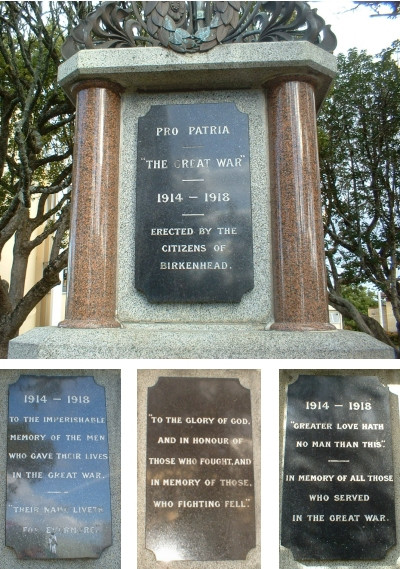 PRO PATRIA
"THE GREAT WAR"
1914 – 1918
ERECTED BY THE
CITIZENS OF
BIRKENHEAD.
1914 – 1918
TO THE IMPERISHABLE
MEMORY OF THE MEN
WHO GAVE THEIR LIVES
IN THE GREAT WAR.
"THEIR NAME LIVETH
FOR EVERMORE"
"TO THE GLORY OF GOD,
AND IN HONOUR OF
THOSE WHO FOUGHT, AND
IN MEMORY OF THOSE,
WHO FIGHTING FELL."
1914 – 1918
"GREATER LOVE HATH
NO MAN THAN THIS".
IN MEMORY OF ALL THOSE
WHO SERVED
IN THE GREAT WAR.